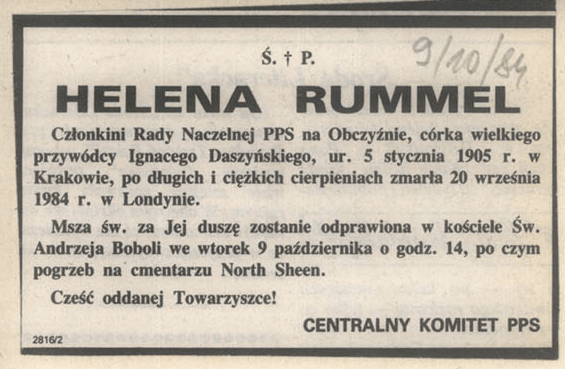 Ś. † P.
9/10/84
HELENA RUMMEL
Członkini Rady Naczelnej PPS na Obczyźnie, córka wielkiego
przywódcy Ignacego Daszyńskiego, ur. 5 stycznia 1905 r. w
Krakowie, po długich i ciężkich cierpieniach zmarła 20 września
1984 r. w Londynie.
Msza św. za Jej duszę zostanie odprawiona w kościele Św.
Andrzeja Boboli we wtorek 9 października o godz. 14, po czym
pogrzeb na cmentarzu North Sheen.
Cześć oddanej Towarzyszce!
CENTRALNY KOMITET PPS
2816/2